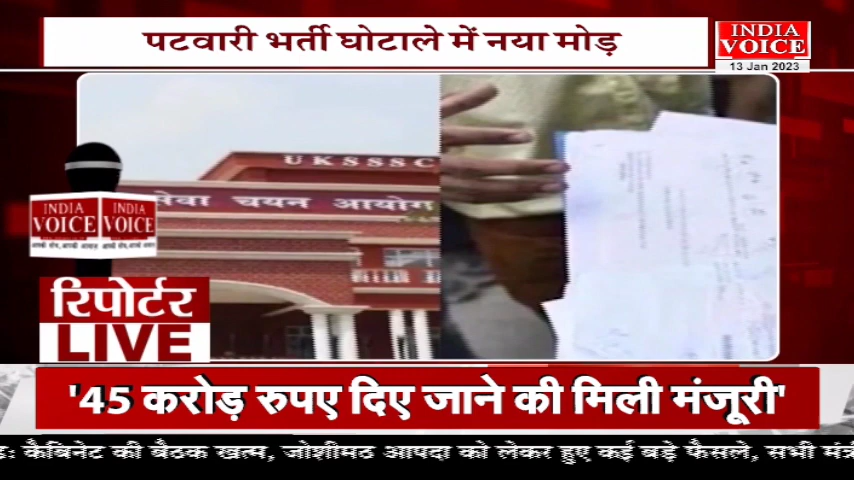 पटवारी भर्ती घोटाले में नया मोड़
INDIA
VOICE
13 Jan 2023
UKSSSC
सेवा चयन आयोग
INDIA
VOICE
INDIA
VOICE
रिपोर्टर
LIVE
'45 करोड़ रुपए दिए जाने की मिली मंजूरी'
कैबिनेट की बैठक खत्म, जोशीमठ आपदा को लेकर हुए कई बड़े फैसले, सभी